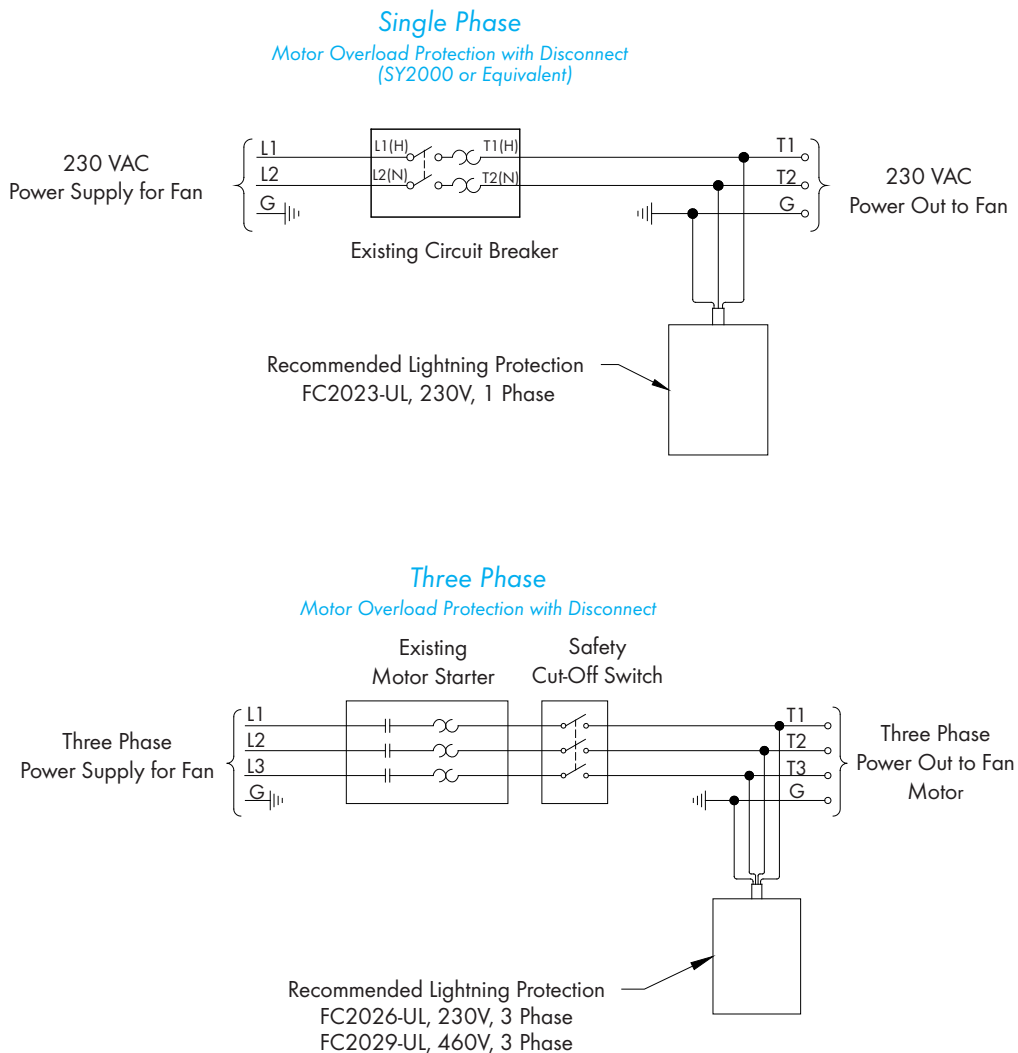 Single Phase
Motor Overload Protection with Disconnect
(SY2000 or Equivalent)
230 VAC
Power Supply for Fan
L1
L2
G
L1(H)
L2(N)
T1(H)
T2(N)
Existing Circuit Breaker
T1
T2
G
230 VAC
Power Out to Fan
Recommended Lightning Protection
FC2023-UL, 230V, 1 Phase
Three Phase
Motor Overload Protection with Disconnect
Existing
Motor Starter
Safety
Cut-Off Switch
Three Phase
Power Supply for Fan
L1
L2
L3
G
T1
T2
T3
G
Three Phase
Power Out to Fan
Motor
Recommended Lightning Protection
FC2026-UL, 230V, 3 Phase
FC2029-UL, 460V, 3 Phase